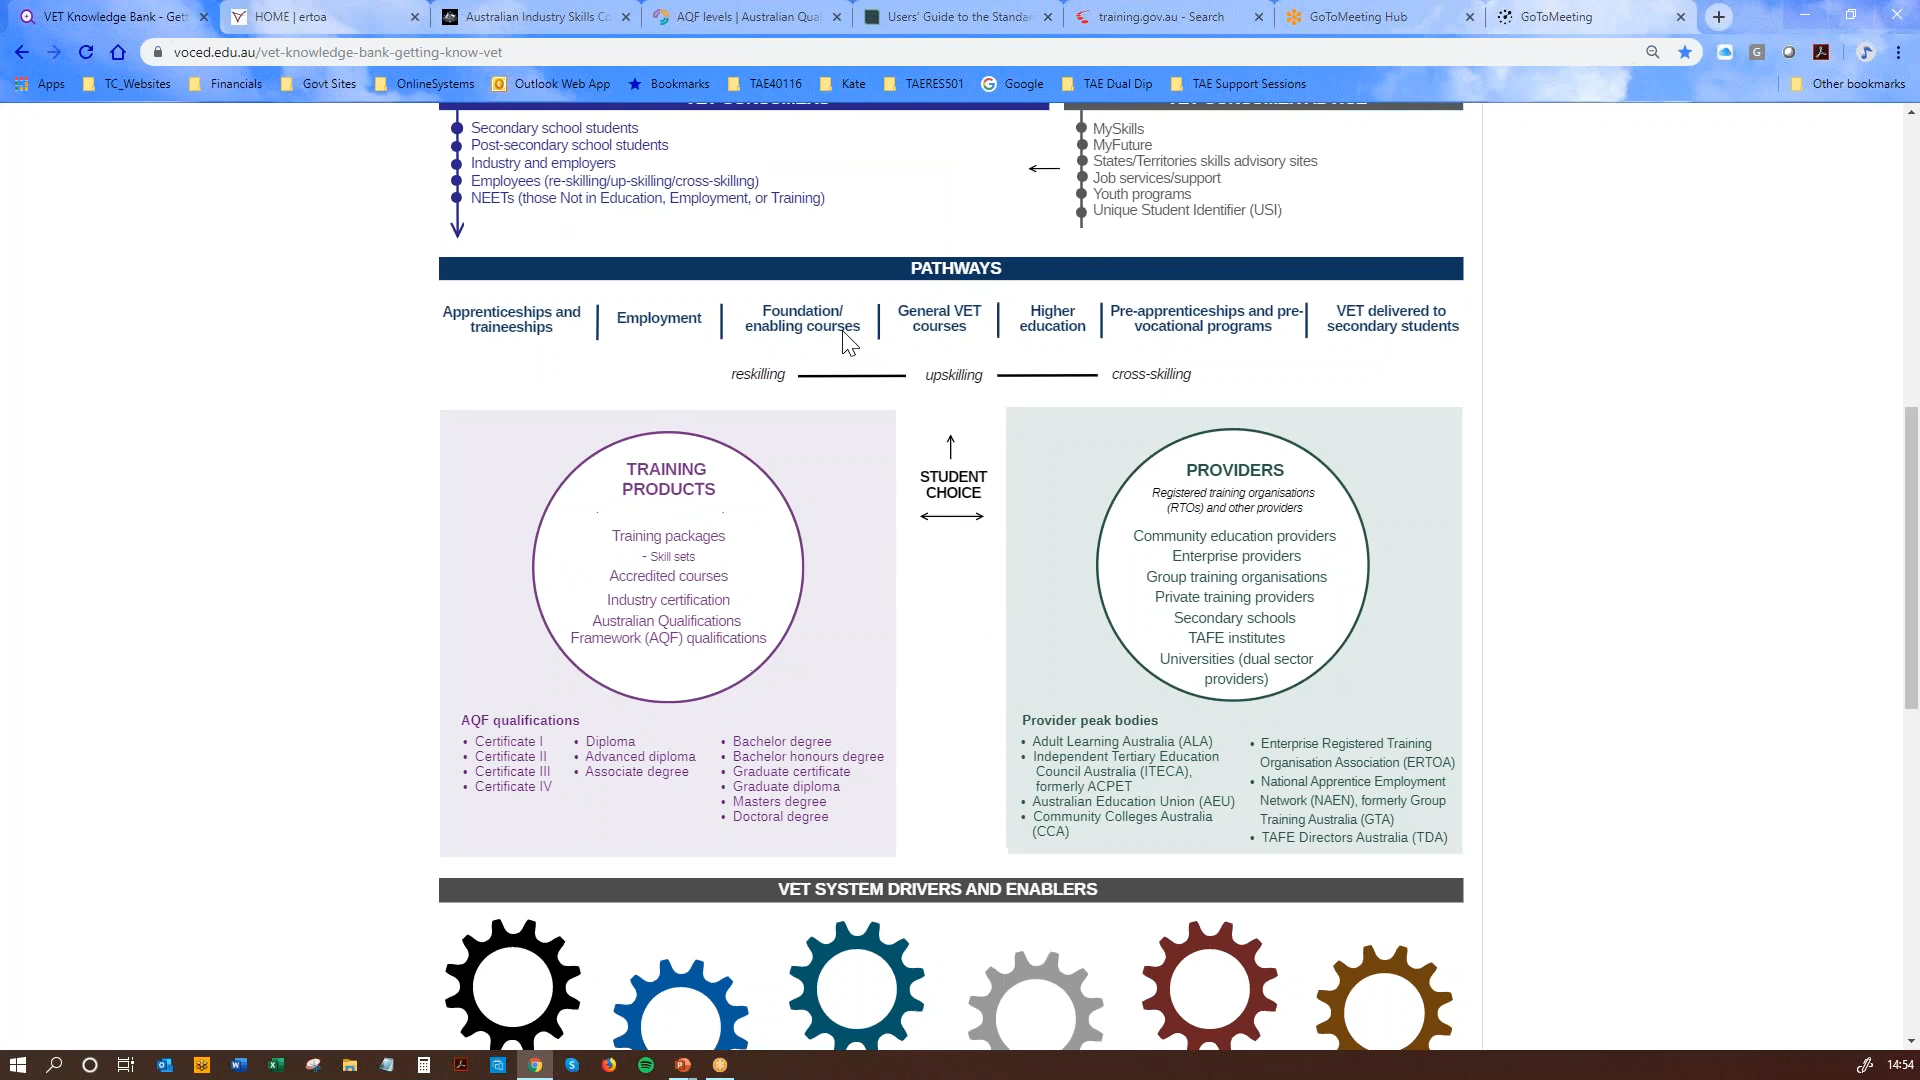 VET Knowledge Bank - Gett
HOME | ertoa
Australian Industry Skills Co
AQF levels | Australian Qual
Users' Guide to the Standar
training.gov.au - Search
GoToMeeting Hub
GoToMeeting
voced.edu.au/vet-knowledge-bank-getting-know-vet
Apps
TC_Websites
Financials
Govt Sites
OnlineSystems
Outlook Web App
Bookmarks
TAE40116
Kate
TAERES501
Google
TAE Dual Dip
TAE Support Sessions
Other bookmarks
Secondary school students
Post-secondary school students
Industry and employers
Employees (re-skilling/up-skilling/cross-skilling)
NEETs (those Not in Education, Employment, or Training)
MySkills
MyFuture
States/Territories skills advisory sites
Job services/support
Youth programs
Unique Student Identifier (USI)
PATHWAYS
Apprenticeships and
traineeships
Employment
Foundation/
enabling courses
General VET
courses
Higher
education
Pre-apprenticeships and pre-
vocational programs
VET delivered to
secondary students
reskilling
upskilling
cross-skilling
TRAINING
PRODUCTS
Training packages
- Skill sets
Accredited courses
Industry certification
Australian Qualifications
Framework (AQF) qualifications
STUDENT
CHOICE
PROVIDERS
Registered training organisations
(RTOs) and other providers
Community education providers
Enterprise providers
Group training organisations
Private training providers
Secondary schools
TAFE institutes
Universities (dual sector
providers)
AQF qualifications
• Certificate I
• Certificate II
• Certificate III
• Certificate IV
• Diploma
• Advanced diploma
• Associate degree
• Bachelor degree
• Bachelor honours degree
• Graduate certificate
• Graduate diploma
• Masters degree
• Doctoral degree
Provider peak bodies
• Adult Learning Australia (ALA)
• Independent Tertiary Education
Council Australia (ITECA),
formerly ACPET
• Australian Education Union (AEU)
• Community Colleges Australia
(CCA)
• Enterprise Registered Training
Organisation Association (ERTOA)
• National Apprentice Employment
Network (NAEN), formerly Group
Training Australia (GTA)
• TAFE Directors Australia (TDA)
VET SYSTEM DRIVERS AND ENABLERS
14:54